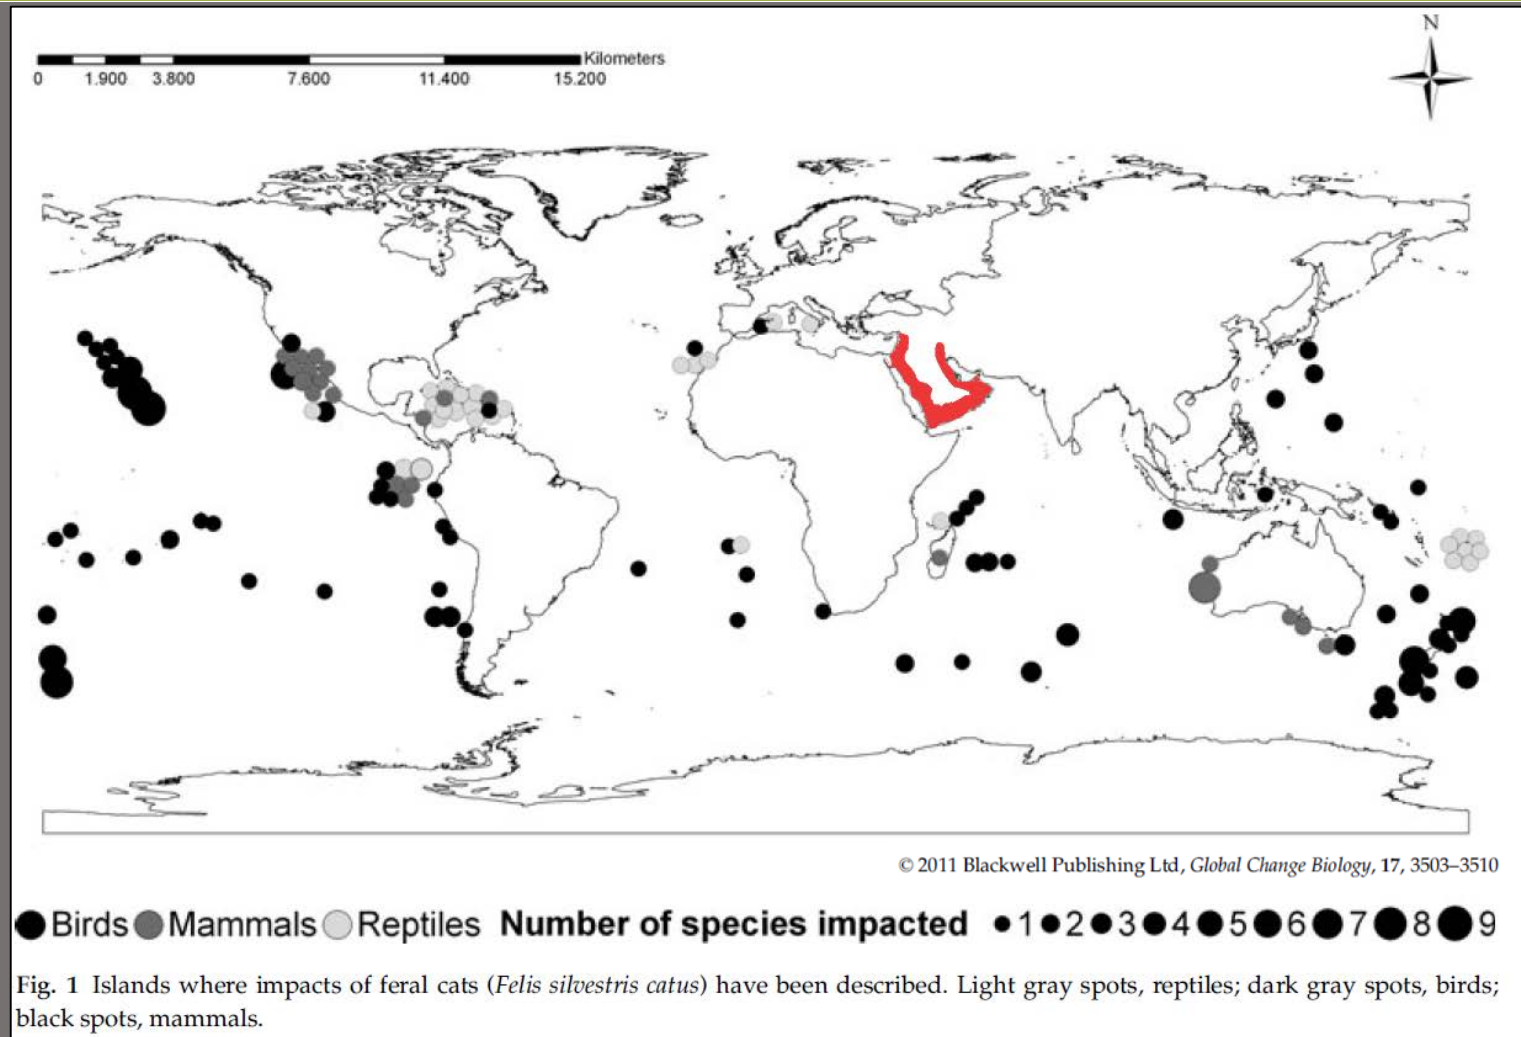 N
Kilometers
0 1.900 3.800 7.600 11.400 15.200
© 2011 Blackwell Publishing Ltd, Global Change Biology, 17, 3503–3510
Birds Mammals Reptiles Number of species impacted 1 2 3 4 5 6 7 8 9
Fig. 1 Islands where impacts of feral cats (Felis silvestris catus) have been described. Light gray spots, reptiles; dark gray spots, birds;
black spots, mammals.